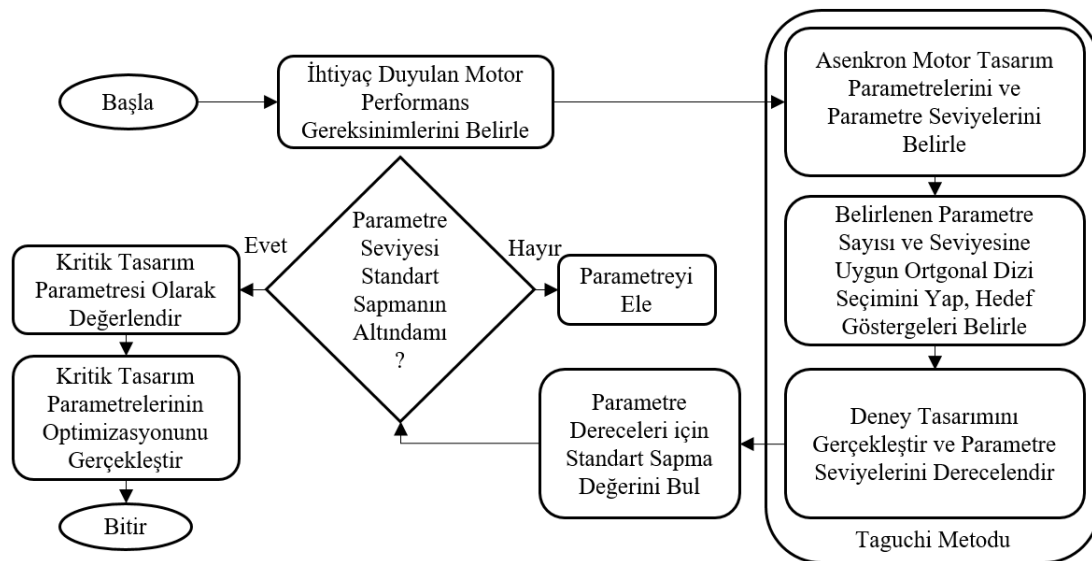 Başla
İhtiyaç Duyulan Motor
Performans
Gereksinimlerini Belirle
Asenkron Motor Tasarım
Parametrelerini ve
Parametre Seviyelerini
Belirle
Belirlenen Parametre
Sayısı ve Seviyesine
Uygun Ortgonal Dizi
Seçimini Yap, Hedef
Göstergeleri Belirle
Deney Tasarımını
Gerçekleştir ve Parametre
Seviyelerini Derecelendir
Taguchi Metodu
Parametre
Dereceleri için
Standart Sapma
Değerini Bul
Parametre
Seviyesi
Standart
Sapmanın
Altındamı
?
Hayır
Parametreyi
Ele
Evet
Kritik Tasarım
Parametresi Olarak
Değerlendir
Kritik Tasarım
Parametrelerinin
Optimizasyonunu
Gerçekleştir
Bitir